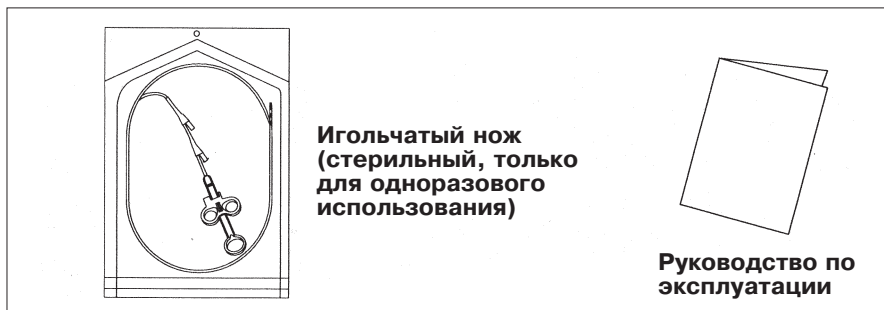 Игольчатый нож
(стерильный, только
для одноразового
использования)
Руководство по
эксплуатации